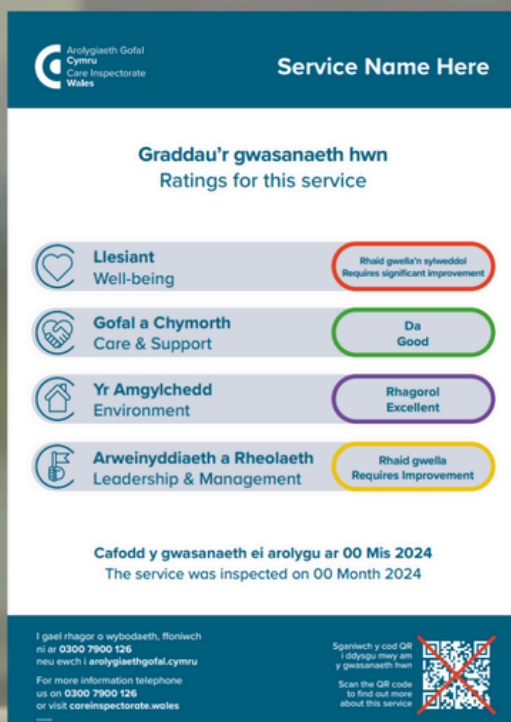 Arolygiaeth Gofal
Cymru
Care Inspectorate
Wales
Service Name Here
Graddau'r gwasanaeth hwn
Ratings for this service
Llesiant
Well-being
Rhaid gwella'n sylweddol
Requires significant improvement
Gofal a Chymorth
Care & Support
Da
Good
Yr Amgylchedd
Environment
Rhagorol
Excellent
Arweinyddiaeth a Rheolaeth
Leadership & Management
Rhaid gwella
Requires Improvement
Cafodd y gwasanaeth ei arolygu ar 00 Mis 2024
The service was inspected on 00 Month 2024
I gael rhagor o wybodaeth, ffoniwch
ni ar 0300 7900 126
neu ewch i arolygiaethgofal.cymru
For more information telephone
us on 0300 7900 126
or visit careinspectorate.wales
Sganiwch y cod QR
i ddysgu mwy am
y gwasanaeth hwn
Scan the QR code
to find out more
about this service